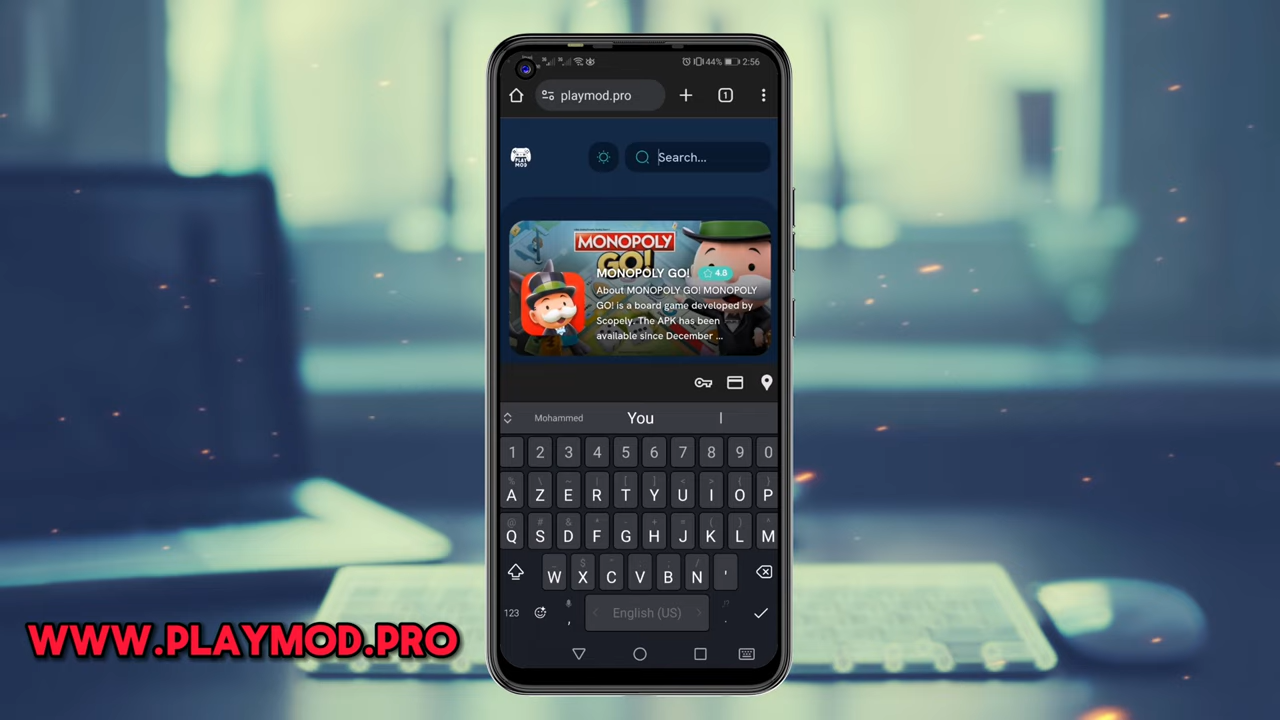 44% 2:56
playmod.pro
1
PLAY
MOD
Search...
MONOPOLY
GO!
MONOPOLY GO! 4.8
About MONOPOLY GO! MONOPOLY
GO! is a board game developed by
Scopely. The APK has been
available since December ...
Mohammed You I
1 2 3 4 5 6 7 8 9 0
A Z E R T Y U I O P
Q S D F G H J K L M
W X C V B N '
123 , English (US) .
WWW.PLAYMOD.PRO